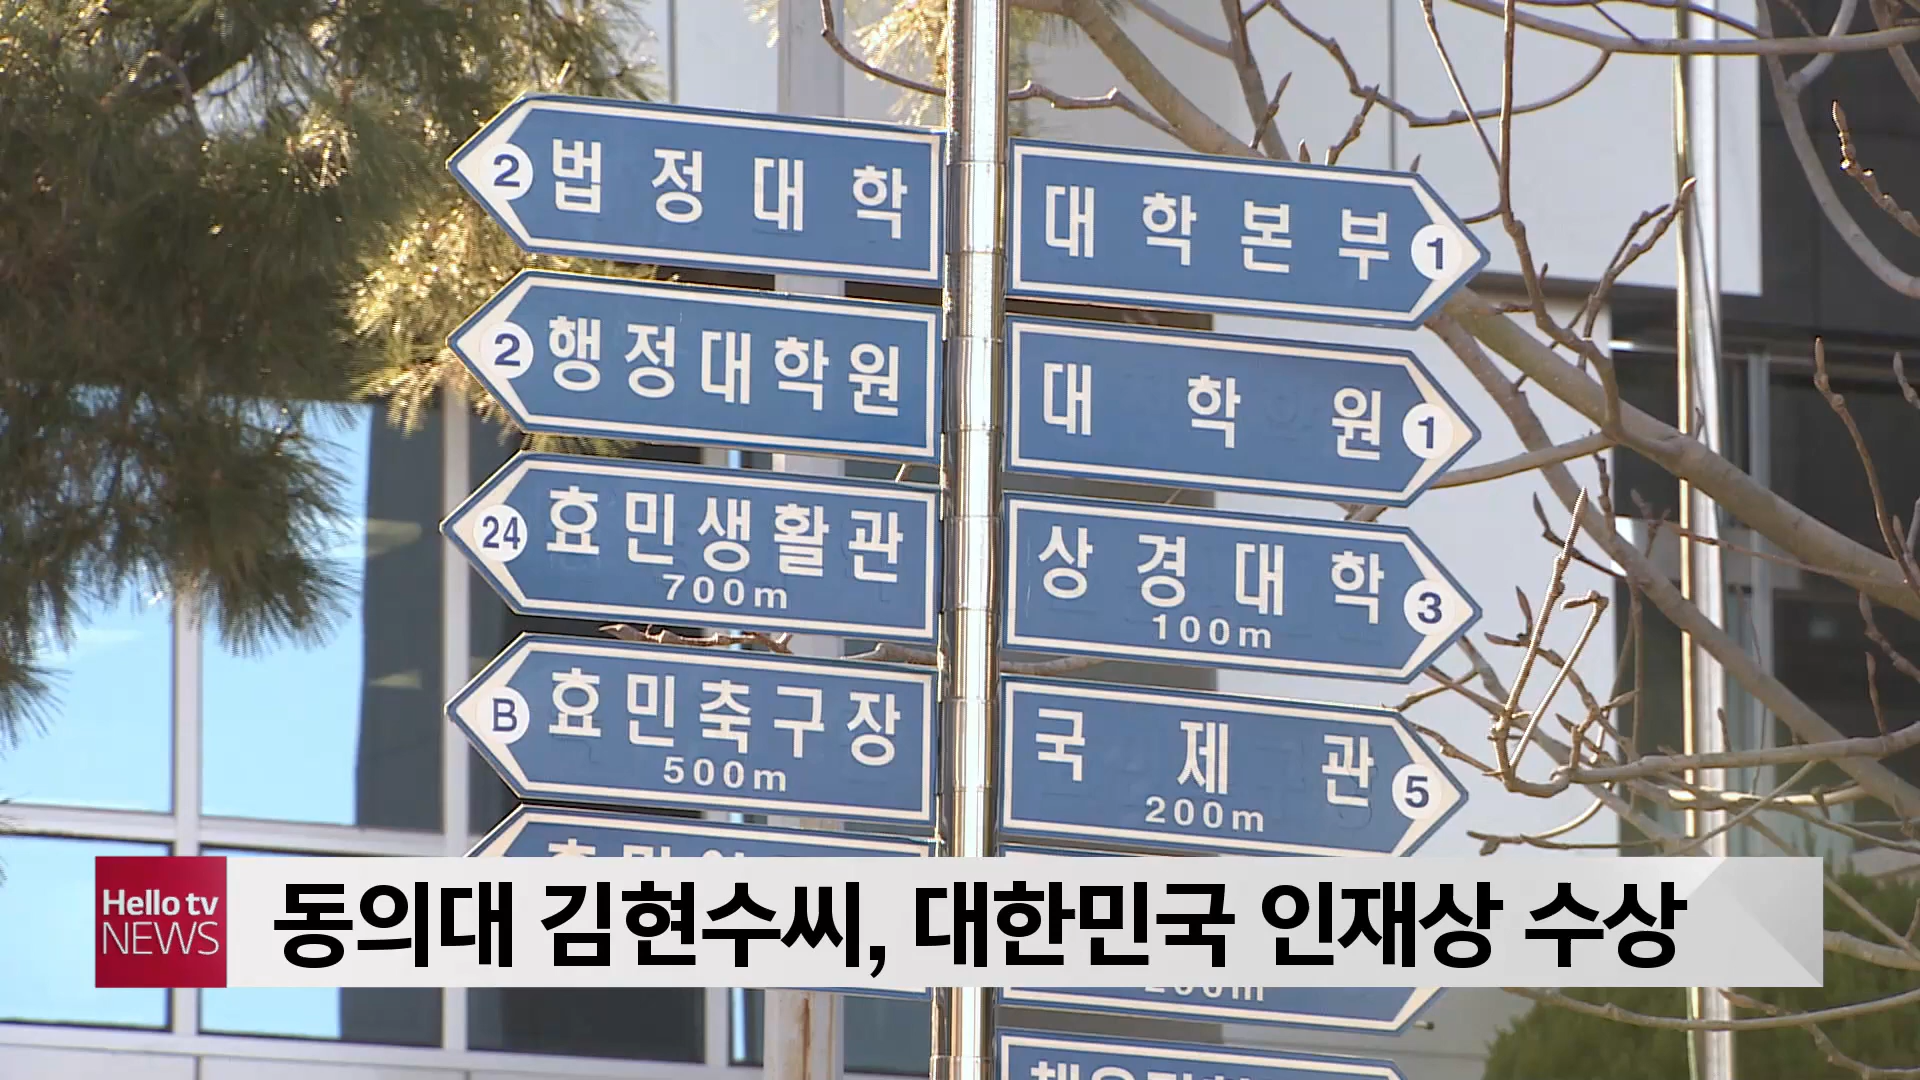 2 법정대학
대학본부 1
2 행정대학원
대학원 1
24 효민생활관
700m
상경대학 3
100m
B 효민축구장
500m
국제관 5
200m
Hello tv
NEWS
동의대 김현수씨, 대한민국 인재상 수상
200m